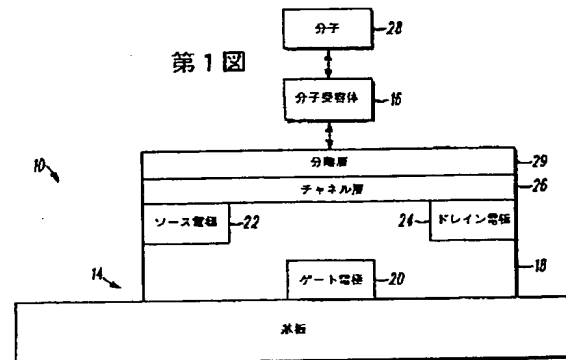 分子
28
第1図
分子受容体
16
分離層
29
10
チャネル層
26
ソース電極
22
24
ドレイン電極
18
14
ゲート電極
20
基板